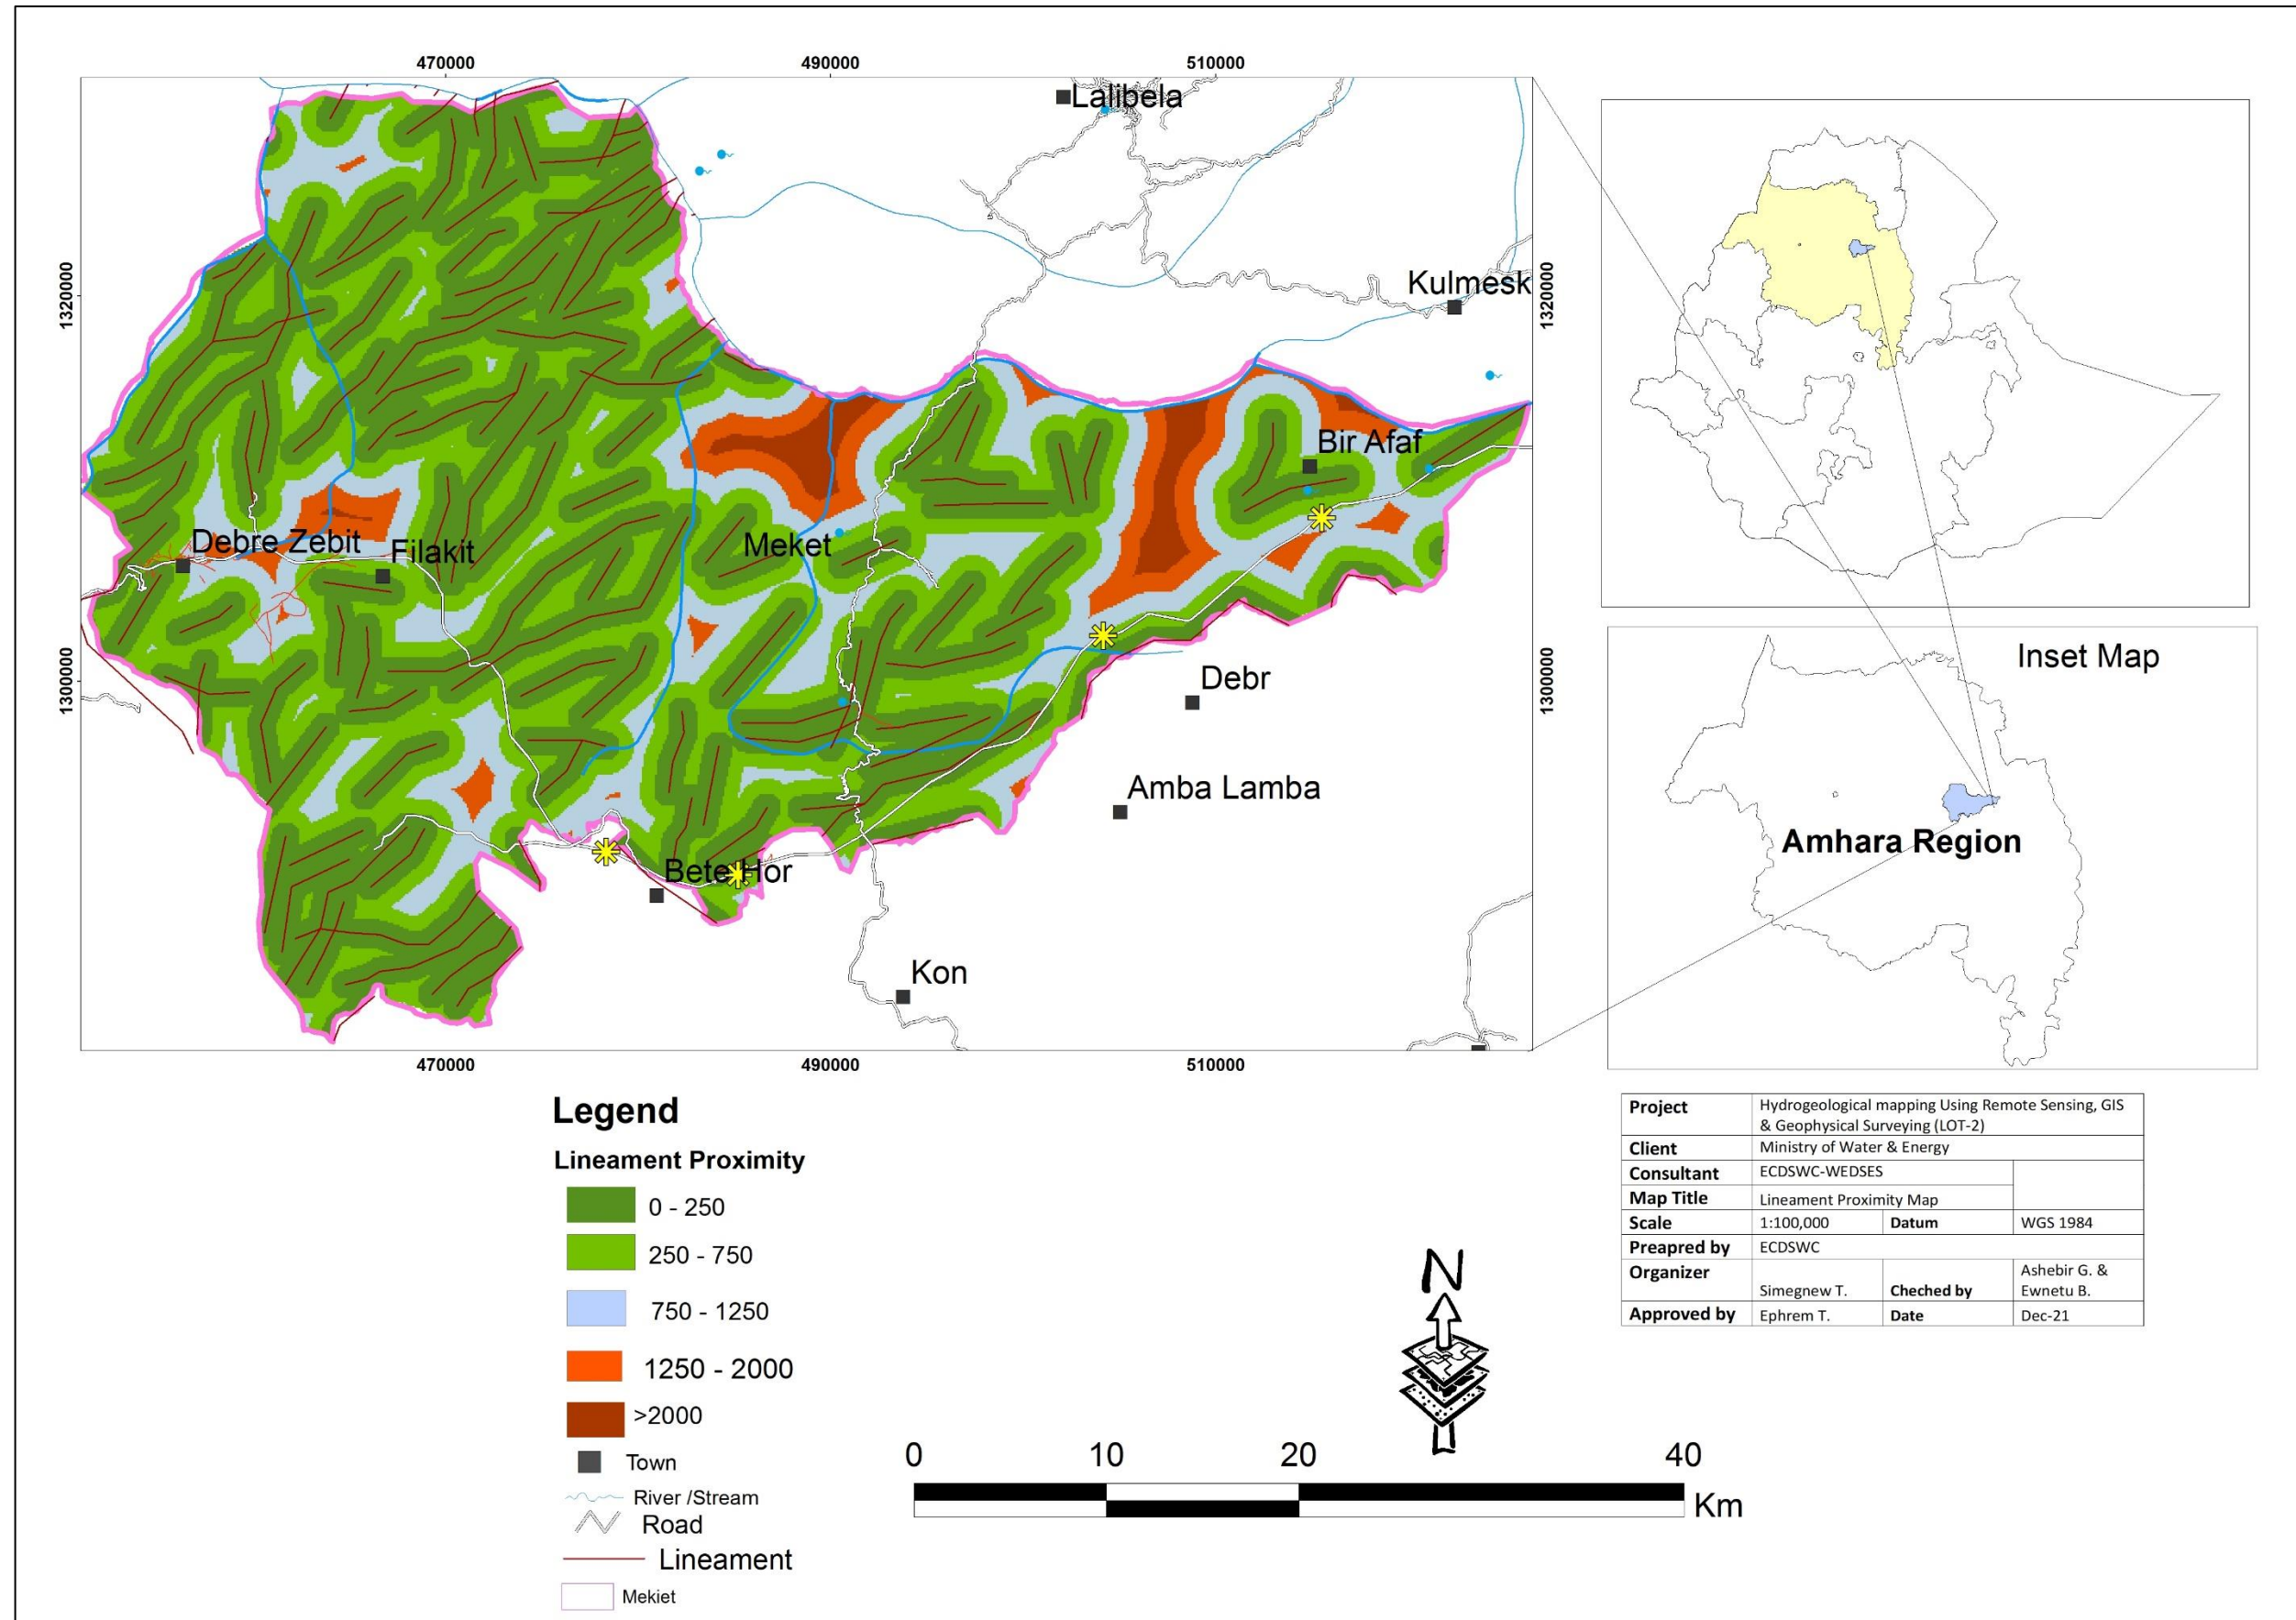 470000 490000 510000
Lalibela
1320000
Kulmesk
1320000
Bir Afaf
Debre Zebit
Filakit
Meket
1300000
Debr
1300000
Amba Lamba
Bete Hor
Kon
470000 490000 510000
Inset Map
Amhara Region
Legend
Lineament Proximity
0 - 250
250 - 750
750 - 1250
1250 - 2000
>2000
Town
River /Stream
Road
Lineament
Mekiet
N
0 10 20 40
Km
Project Hydrogeological mapping Using Remote Sensing, GIS
& Geophysical Surveying (LOT-2)
Client Ministry of Water & Energy
Consultant ECDSWC-WEDSES
Map Title Lineament Proximity Map
Scale 1:100,000 Datum WGS 1984
Preapred by ECDSWC
Organizer Simegnew T. Cheched by Ashebir G. &
Ewnetu B.
Approved by Ephrem T. Date Dec-21